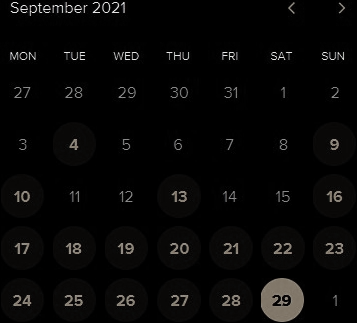 September 2021
MON TUE WED THU FRI SAT SUN
27 28 29 30 31 1 2
3 4 5 6 7 8 9
10 11 12 13 14 15 16
17 18 19 20 21 22 23
24 25 26 27 28 29 1